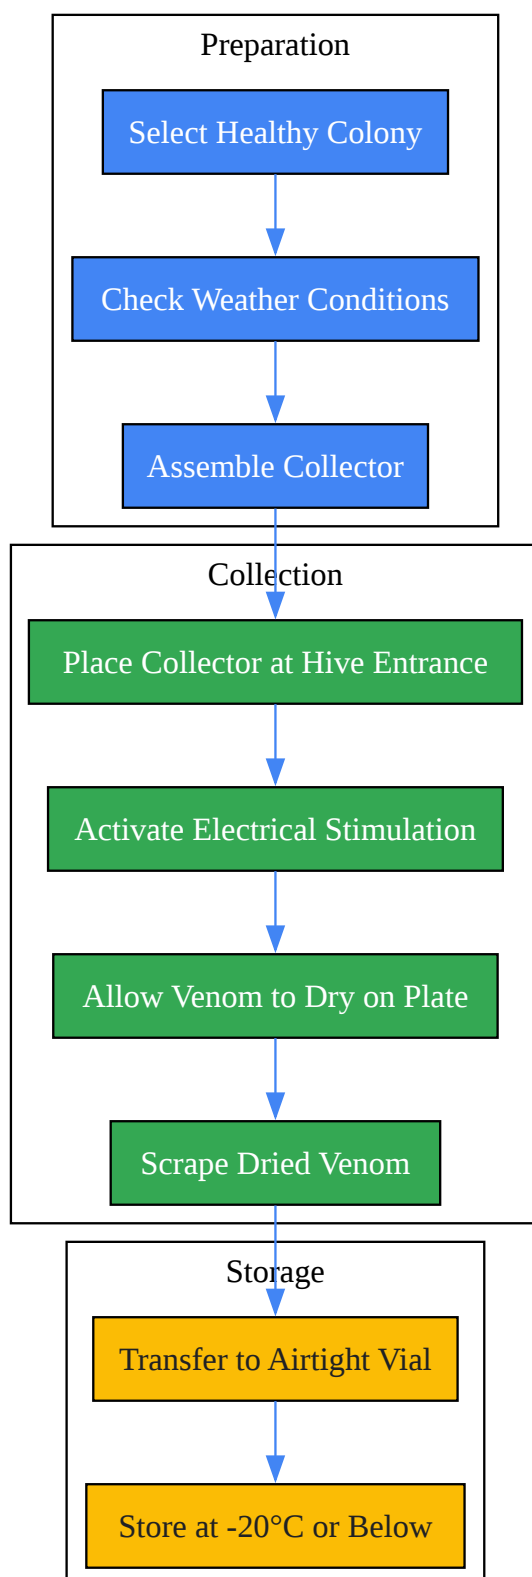 Preparation
Select Healthy Colony
Check Weather Conditions
Assemble Collector
Collection
Place Collector at Hive Entrance
Activate Electrical Stimulation
Allow Venom to Dry on Plate
Scrape Dried Venom
Storage
Transfer to Airtight Vial
Store at -20°C or Below